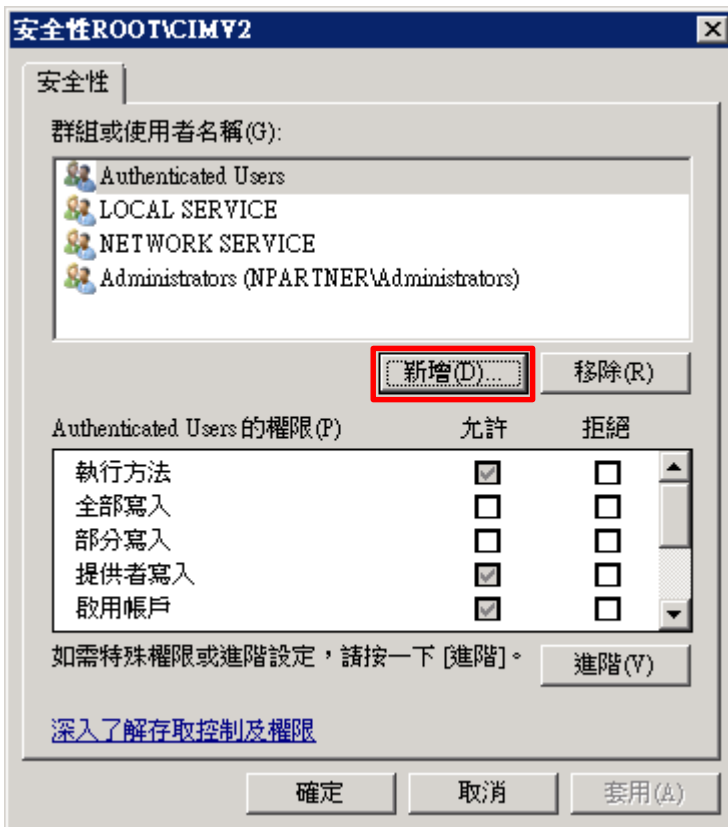 安全性ROOT\CIMV2
安全性
群組或使用者名稱(G):
Authenticated Users
LOCAL SERVICE
NETWORK SERVICE
Administrators (NPARTNER\Administrators)
新增(D)... 移除(R)
Authenticated Users 的權限(P) 允許 拒絕
執行方法
全部寫入
部分寫入
提供者寫入
啟用帳戶
如需特殊權限或進階設定，請按一下 [進階]。 進階(V)
深入了解存取控制及權限
確定 取消 套用(A)